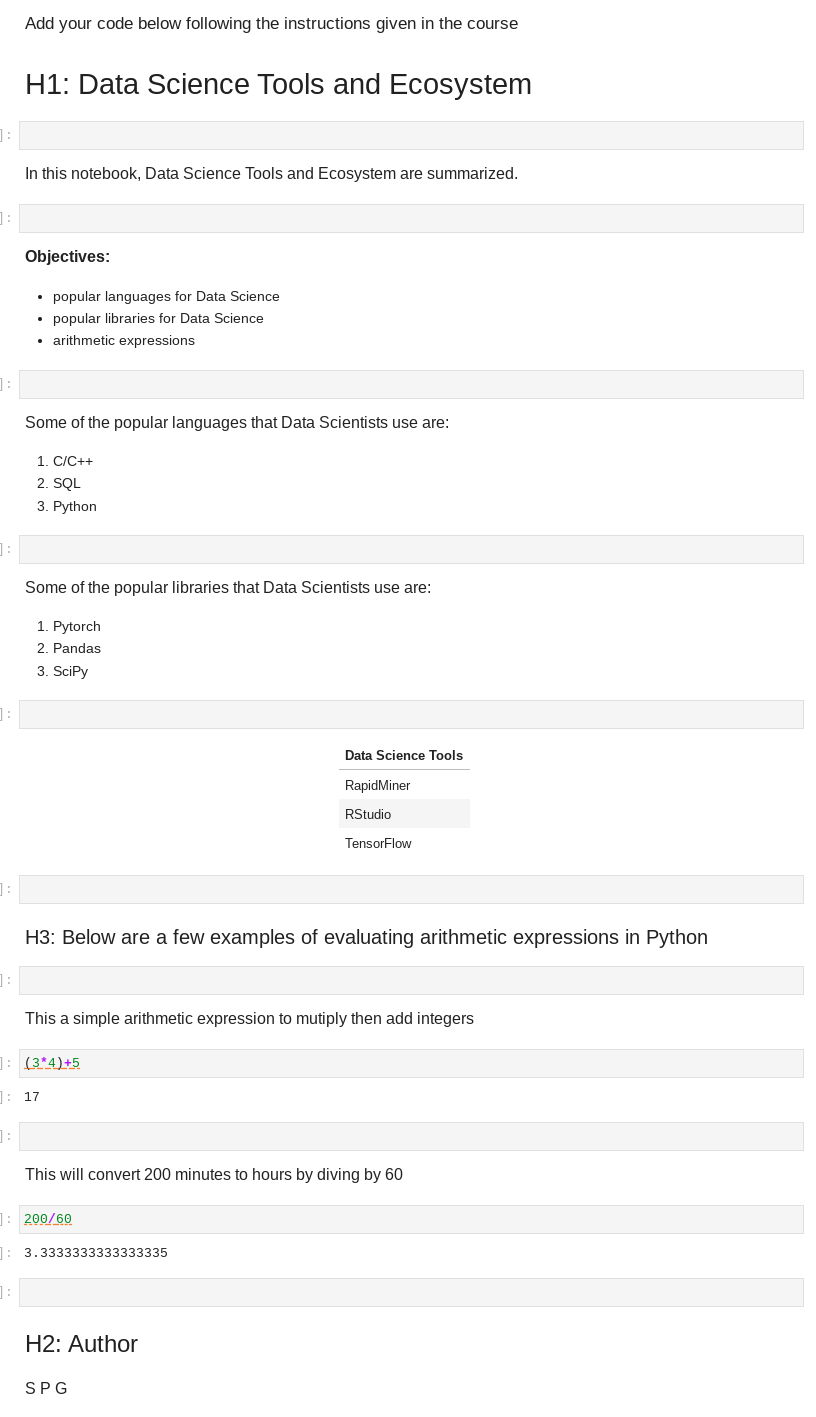 Add your code below following the instructions given in the course
H1: Data Science Tools and Ecosystem
]:
In this notebook, Data Science Tools and Ecosystem are summarized.
]:
Objectives:
• popular languages for Data Science
• popular libraries for Data Science
• arithmetic expressions
]:
Some of the popular languages that Data Scientists use are:
1. C/C++
2. SQL
3. Python
]:
Some of the popular libraries that Data Scientists use are:
1. Pytorch
2. Pandas
3. SciPy
]:
Data Science Tools
RapidMiner
RStudio
TensorFlow
]:
H3: Below are a few examples of evaluating arithmetic expressions in Python
]:
This a simple arithmetic expression to mutiply then add integers
]: (3*4)+5
]: 17
]:
This will convert 200 minutes to hours by diving by 60
]: 200/60
]: 3.3333333333333335
]:
H2: Author
S P G